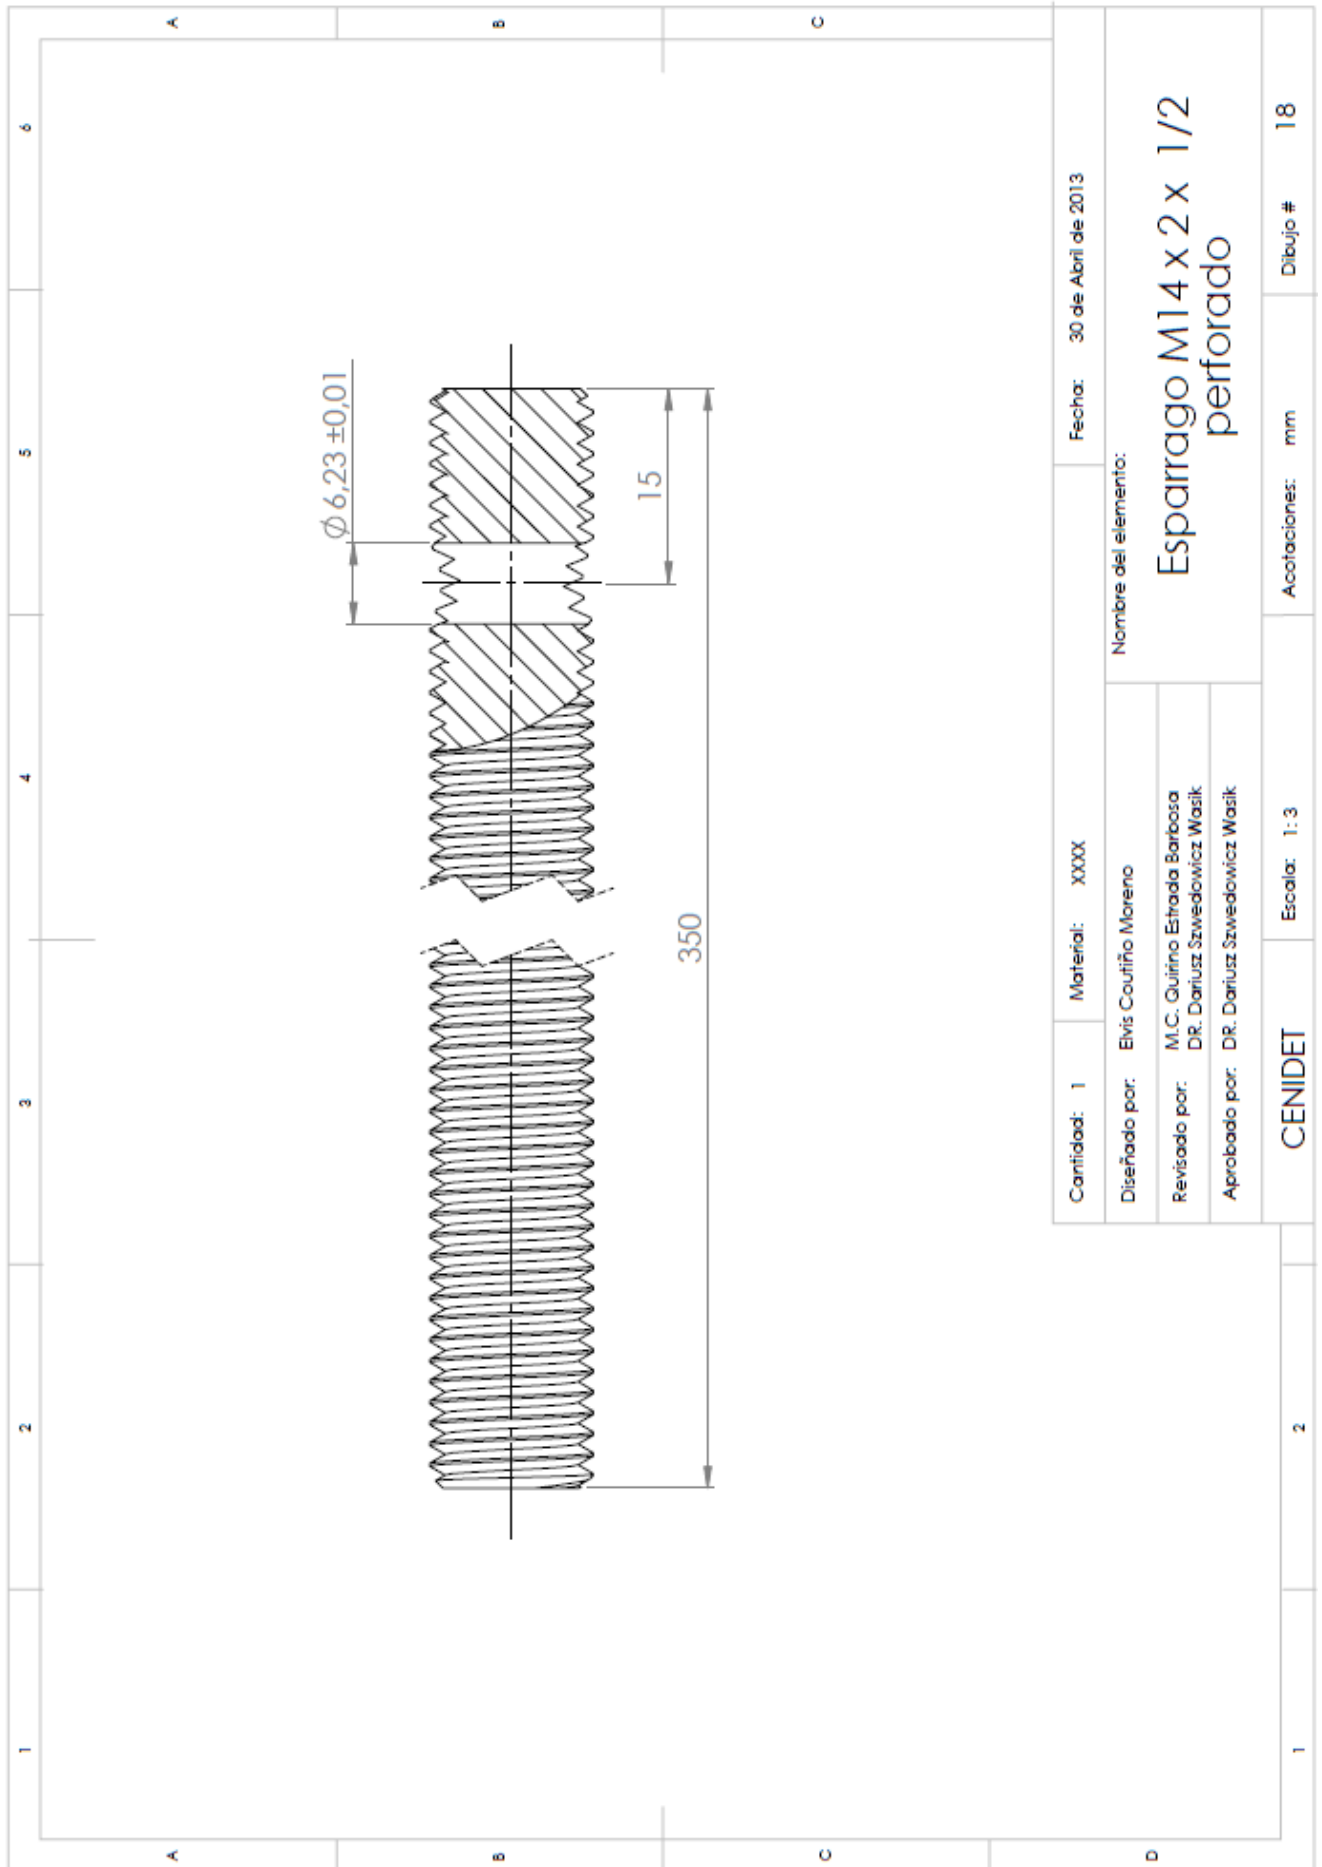 1
2
3
4
5
6
A
B
C
A
B
C
D
1
2
Ø 6,23 ±0,01
15
350
Cantidad: 1
Material: XXXX
Fecha: 30 de Abril de 2013
Diseñado por: Elvis Coutiño Moreno
Revisado por: M.C. Quirino Estrada Barbosa
DR. Dariusz Szwedowicz Wasik
Aprobado por: DR. Dariusz Szwedowicz Wasik
Nombre del elemento:
Esparrago M14 x 2 x 1/2
perforado
CENIDET
Escala: 1: 3
Acotaciones: mm
Dibujo # 18